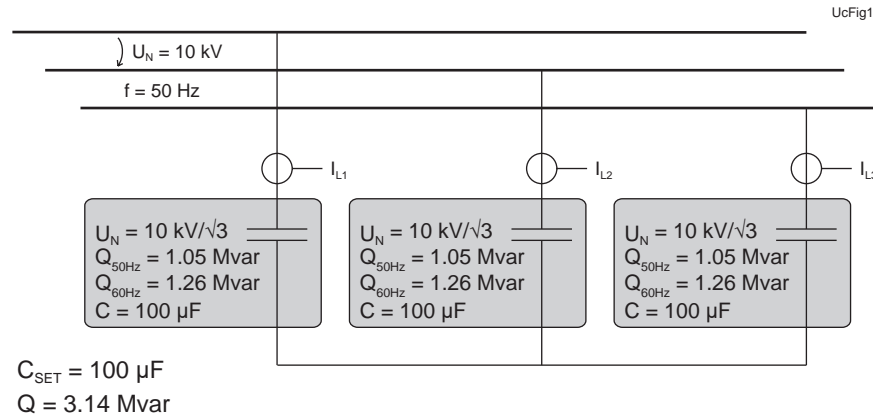 UcFig1
U_N = 10 kV
f = 50 Hz
I_L1
I_L2
I_L3
U_N = 10 kV/√3
Q_50Hz = 1.05 Mvar
Q_60Hz = 1.26 Mvar
C = 100 µF
U_N = 10 kV/√3
Q_50Hz = 1.05 Mvar
Q_60Hz = 1.26 Mvar
C = 100 µF
U_N = 10 kV/√3
Q_50Hz = 1.05 Mvar
Q_60Hz = 1.26 Mvar
C = 100 µF
C_SET = 100 µF
Q = 3.14 Mvar